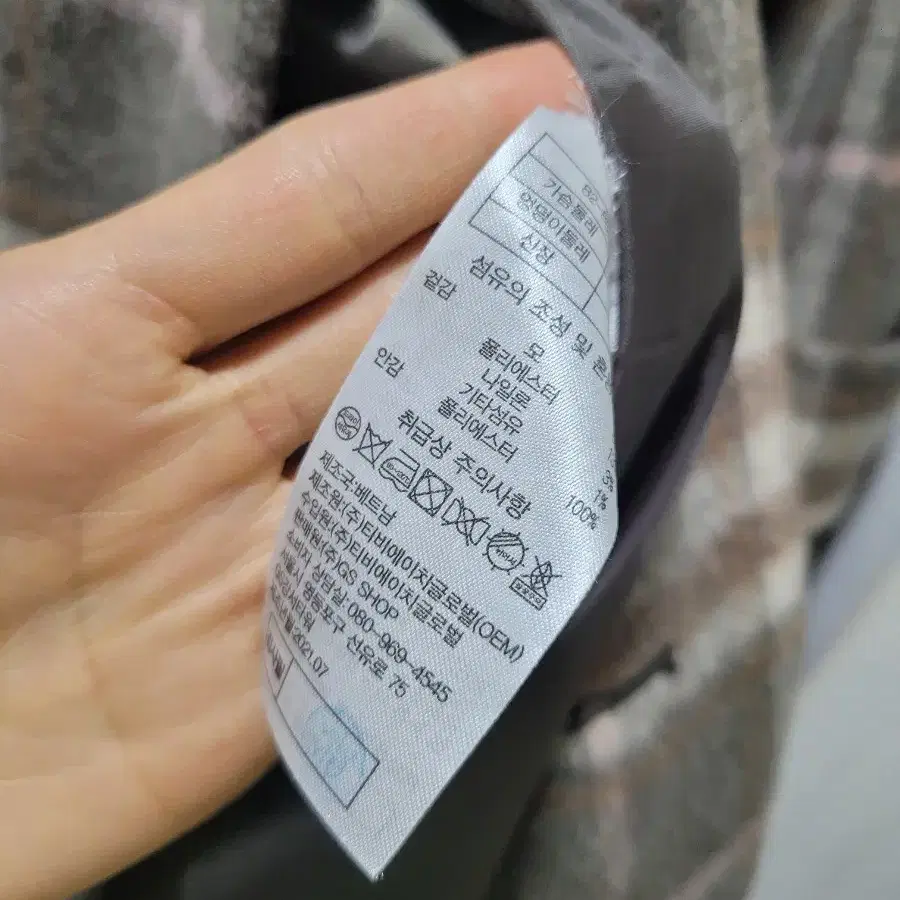 가슴둘레
엉덩이둘레
신장
섬유의 조성 및
겉감
모
폴리에스터
나일론
기타섬유 1%
안감
폴리에스터 100%
취급상 주의사항
제조국:베트남
제조원(주)티비에이치글로벌(OEM)
수입원(주)티비에이치글로벌
판매원(주)GS SHOP
소비자 상담실 080-969-4545
서울시 영등포구 선유로 75
2021.07